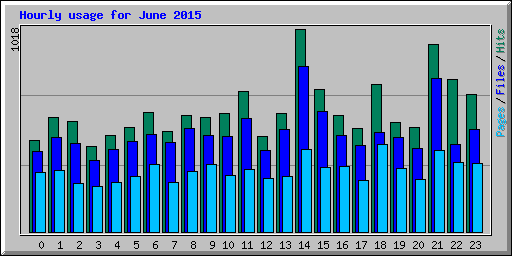 Hourly usage for June 2015
1018
Pages / Files / Hits
0 1 2 3 4 5 6 7 8 9 10 11 12 13 14 15 16 17 18 19 20 21 22 23